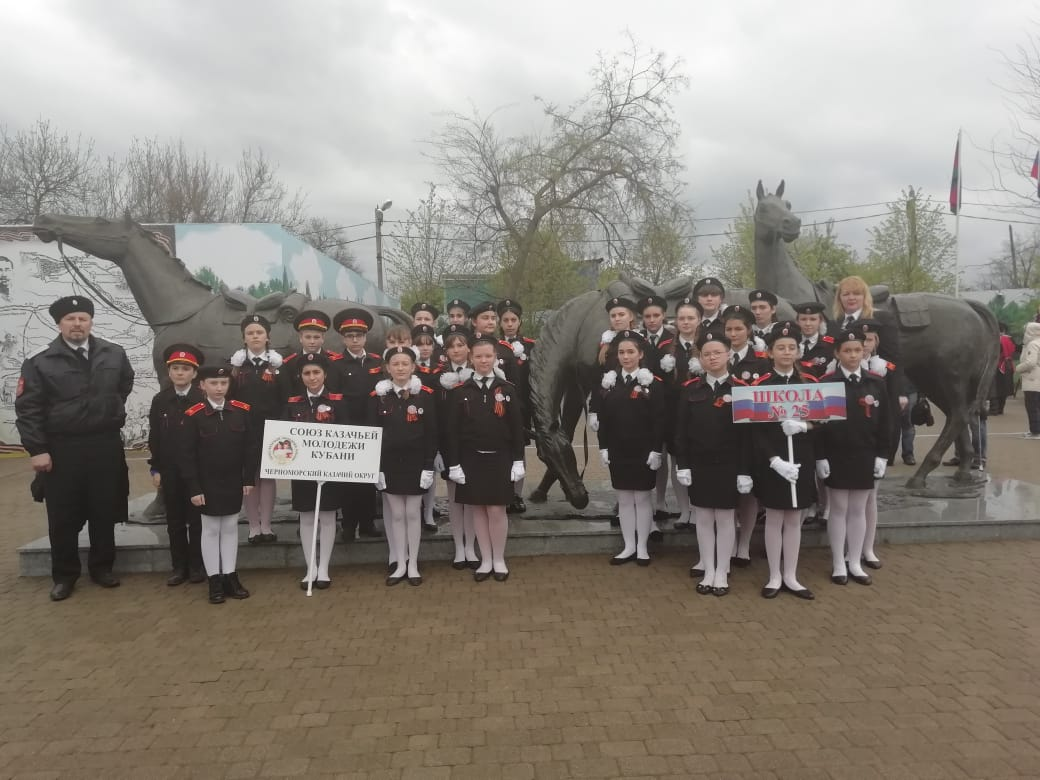 СОЮЗ КАЗАЧЬЕЙ
МОЛОДЕЖИ
КУБАНИ
ЧЕРНОМОРСКИЙ КАЗАЧИЙ ОКРУГ
ШКОЛА
№ 25